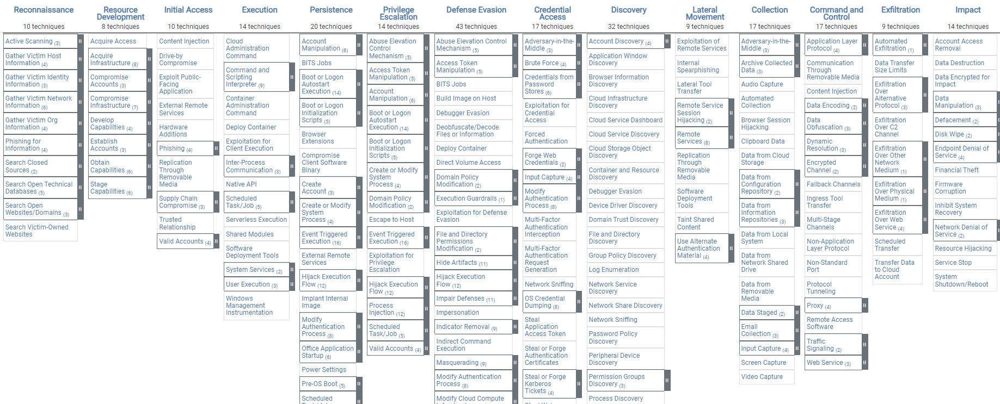 Reconnaissance
10 techniques
Active Scanning (3)
Gather Victim Host
Information (4)
Gather Victim Identity
Information (3)
Gather Victim Network
Information (6)
Gather Victim Org
Information (4)
Phishing for
Information (4)
Search Closed
Sources (2)
Search Open Technical
Databases (5)
Search Open
Websites/Domains (3)
Search Victim-Owned
Websites
Resource
Development
8 techniques
Acquire Access
Acquire
Infrastructure (8)
Compromise
Accounts (3)
Compromise
Infrastructure (7)
Develop
Capabilities (4)
Establish
Accounts (3)
Obtain
Capabilities (6)
Stage
Capabilities (6)
Initial Access
10 techniques
Content Injection
Drive-by
Compromise
Exploit Public-
Facing
Application
External Remote
Services
Hardware
Additions
Phishing (4)
Replication
Through
Removable
Media
Supply Chain
Compromise (3)
Trusted
Relationship
Valid Accounts (4)
Execution
14 techniques
Cloud
Administration
Command
Command and
Scripting
Interpreter (9)
Container
Administration
Command
Deploy Container
Exploitation for
Client Execution
Inter-Process
Communication (3)
Native API
Scheduled
Task/Job (5)
Serverless Execution
Shared Modules
Software
Deployment Tools
System Services (2)
User Execution (3)
Windows
Management
Instrumentation
Persistence
20 techniques
Account
Manipulation (6)
BITS Jobs
Boot or Logon
Autostart
Execution (14)
Boot or Logon
Initialization
Scripts (5)
Browser
Extensions
Compromise
Client Software
Binary
Create
Account (3)
Create or Modify
System
Process (4)
Event Triggered
Execution (16)
External Remote
Services
Hijack Execution
Flow (12)
Implant Internal
Image
Modify
Authentication
Process (8)
Office Application
Startup (6)
Power Settings
Pre-OS Boot (5)
Scheduled
Privilege
Escalation
14 techniques
Abuse Elevation
Control
Mechanism (5)
Access Token
Manipulation (5)
Account
Manipulation (6)
Boot or Logon
Autostart
Execution (14)
Boot or Logon
Initialization
Scripts (5)
Create or Modify
System
Process (4)
Domain Policy
Modification (2)
Escape to Host
Event Triggered
Execution (16)
Exploitation for
Privilege
Escalation
Hijack Execution
Flow (12)
Process
Injection (12)
Scheduled
Task/Job (5)
Valid Accounts (4)
Defense Evasion
43 techniques
Abuse Elevation Control
Mechanism (5)
Access Token
Manipulation (5)
BITS Jobs
Build Image on Host
Debugger Evasion
Deobfuscate/Decode
Files or Information
Deploy Container
Direct Volume Access
Domain Policy
Modification (2)
Execution Guardrails (1)
Exploitation for Defense
Evasion
File and Directory
Permissions
Modification (2)
Hide Artifacts (11)
Hijack Execution
Flow (12)
Impair Defenses (11)
Impersonation
Indicator Removal (9)
Indirect Command
Execution
Masquerading (9)
Modify Authentication
Process (8)
Modify Cloud Compute
Credential
Access
17 techniques
Adversary-in-the-
Middle (3)
Brute Force (4)
Credentials from
Password
Stores (6)
Exploitation for
Credential
Access
Forced
Authentication
Forge Web
Credentials (2)
Input Capture (4)
Modify
Authentication
Process (8)
Multi-Factor
Authentication
Interception
Multi-Factor
Authentication
Request
Generation
Network Sniffing
OS Credential
Dumping (8)
Steal
Application
Access Token
Steal or Forge
Authentication
Certificates
Steal or Forge
Kerberos
Tickets (4)
Discovery
32 techniques
Account Discovery (4)
Application Window
Discovery
Browser Information
Discovery
Cloud Infrastructure
Discovery
Cloud Service Dashboard
Cloud Service Discovery
Cloud Storage Object
Discovery
Container and Resource
Discovery
Debugger Evasion
Device Driver Discovery
Domain Trust Discovery
File and Directory
Discovery
Group Policy Discovery
Log Enumeration
Network Service
Discovery
Network Share Discovery
Network Sniffing
Password Policy
Discovery
Peripheral Device
Discovery
Permission Groups
Discovery (3)
Process Discovery
Lateral
Movement
9 techniques
Exploitation of
Remote Services
Internal
Spearphishing
Lateral Tool
Transfer
Remote Service
Session
Hijacking (2)
Remote
Services (8)
Replication
Through
Removable
Media
Software
Deployment
Tools
Taint Shared
Content
Use Alternate
Authentication
Material (4)
Collection
17 techniques
Adversary-in-the-
Middle (3)
Archive Collected
Data (3)
Audio Capture
Automated
Collection
Browser Session
Hijacking
Clipboard Data
Data from Cloud
Storage
Data from
Configuration
Repository (2)
Data from
Information
Repositories (3)
Data from Local
System
Data from
Network Shared
Drive
Data from
Removable
Media
Data Staged (2)
Email
Collection (3)
Input Capture (4)
Screen Capture
Video Capture
Command and
Control
17 techniques
Application Layer
Protocol (4)
Communication
Through
Removable Media
Content Injection
Data Encoding (2)
Data
Obfuscation (3)
Dynamic
Resolution (3)
Encrypted
Channel (2)
Fallback Channels
Ingress Tool
Transfer
Multi-Stage
Channels
Non-Application
Layer Protocol
Non-Standard
Port
Protocol
Tunneling
Proxy (4)
Remote Access
Software
Traffic
Signaling (2)
Web Service (3)
Exfiltration
9 techniques
Automated
Exfiltration (1)
Data Transfer
Size Limits
Exfiltration
Over
Alternative
Protocol (3)
Exfiltration
Over C2
Channel
Exfiltration
Over Other
Network
Medium (1)
Exfiltration
Over Physical
Medium (1)
Exfiltration
Over Web
Service (4)
Scheduled
Transfer
Transfer Data
to Cloud
Account
Impact
14 techniques
Account Access
Removal
Data Destruction
Data Encrypted for
Impact
Data
Manipulation (3)
Defacement (2)
Disk Wipe (2)
Endpoint Denial of
Service (4)
Financial Theft
Firmware
Corruption
Inhibit System
Recovery
Network Denial of
Service (2)
Resource Hijacking
Service Stop
System
Shutdown/Reboot